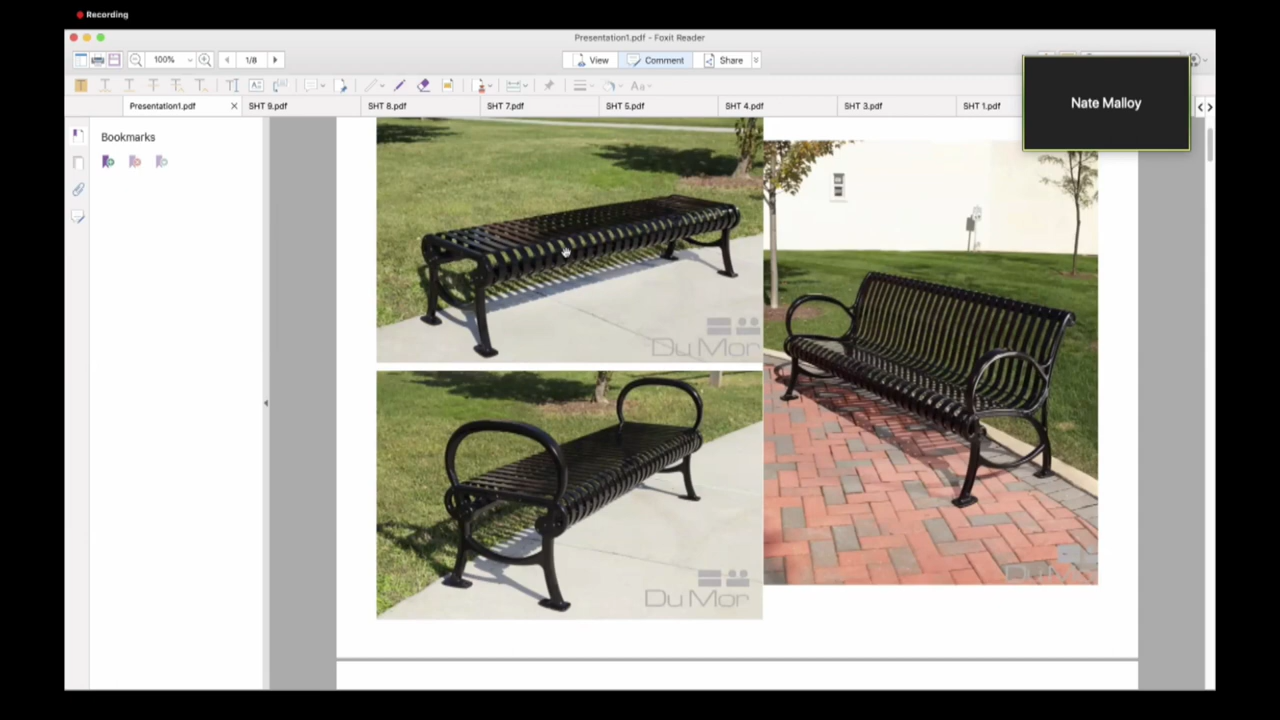 Recording
Presentation1.pdf - Foxit Reader
100%
1/8
View
Comment
Share
Presentation1.pdf
SHT 9.pdf
SHT 8.pdf
SHT 7.pdf
SHT 5.pdf
SHT 4.pdf
SHT 3.pdf
SHT 1.pdf
Nate Malloy
Bookmarks
Du Mor
Du Mor